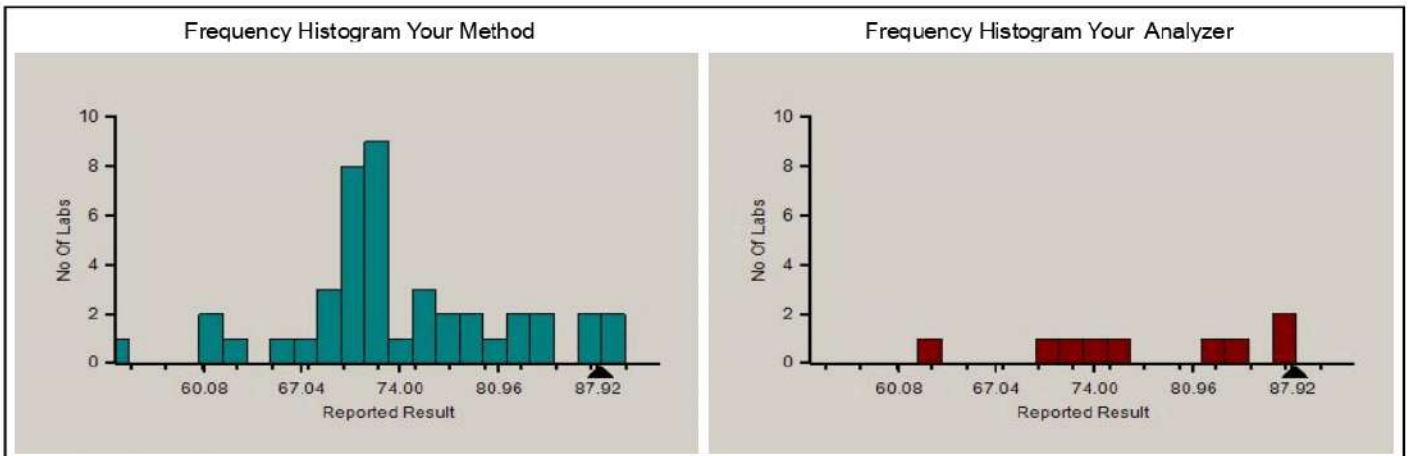 Frequency Histogram Your Method
10
8
6
4
2
0
No Of Labs
60.08 67.04 74.00 80.96 87.92
Reported Result
Frequency Histogram Your Analyzer
10
8
6
4
2
0
No Of Labs
60.08 67.04 74.00 80.96 87.92
Reported Result